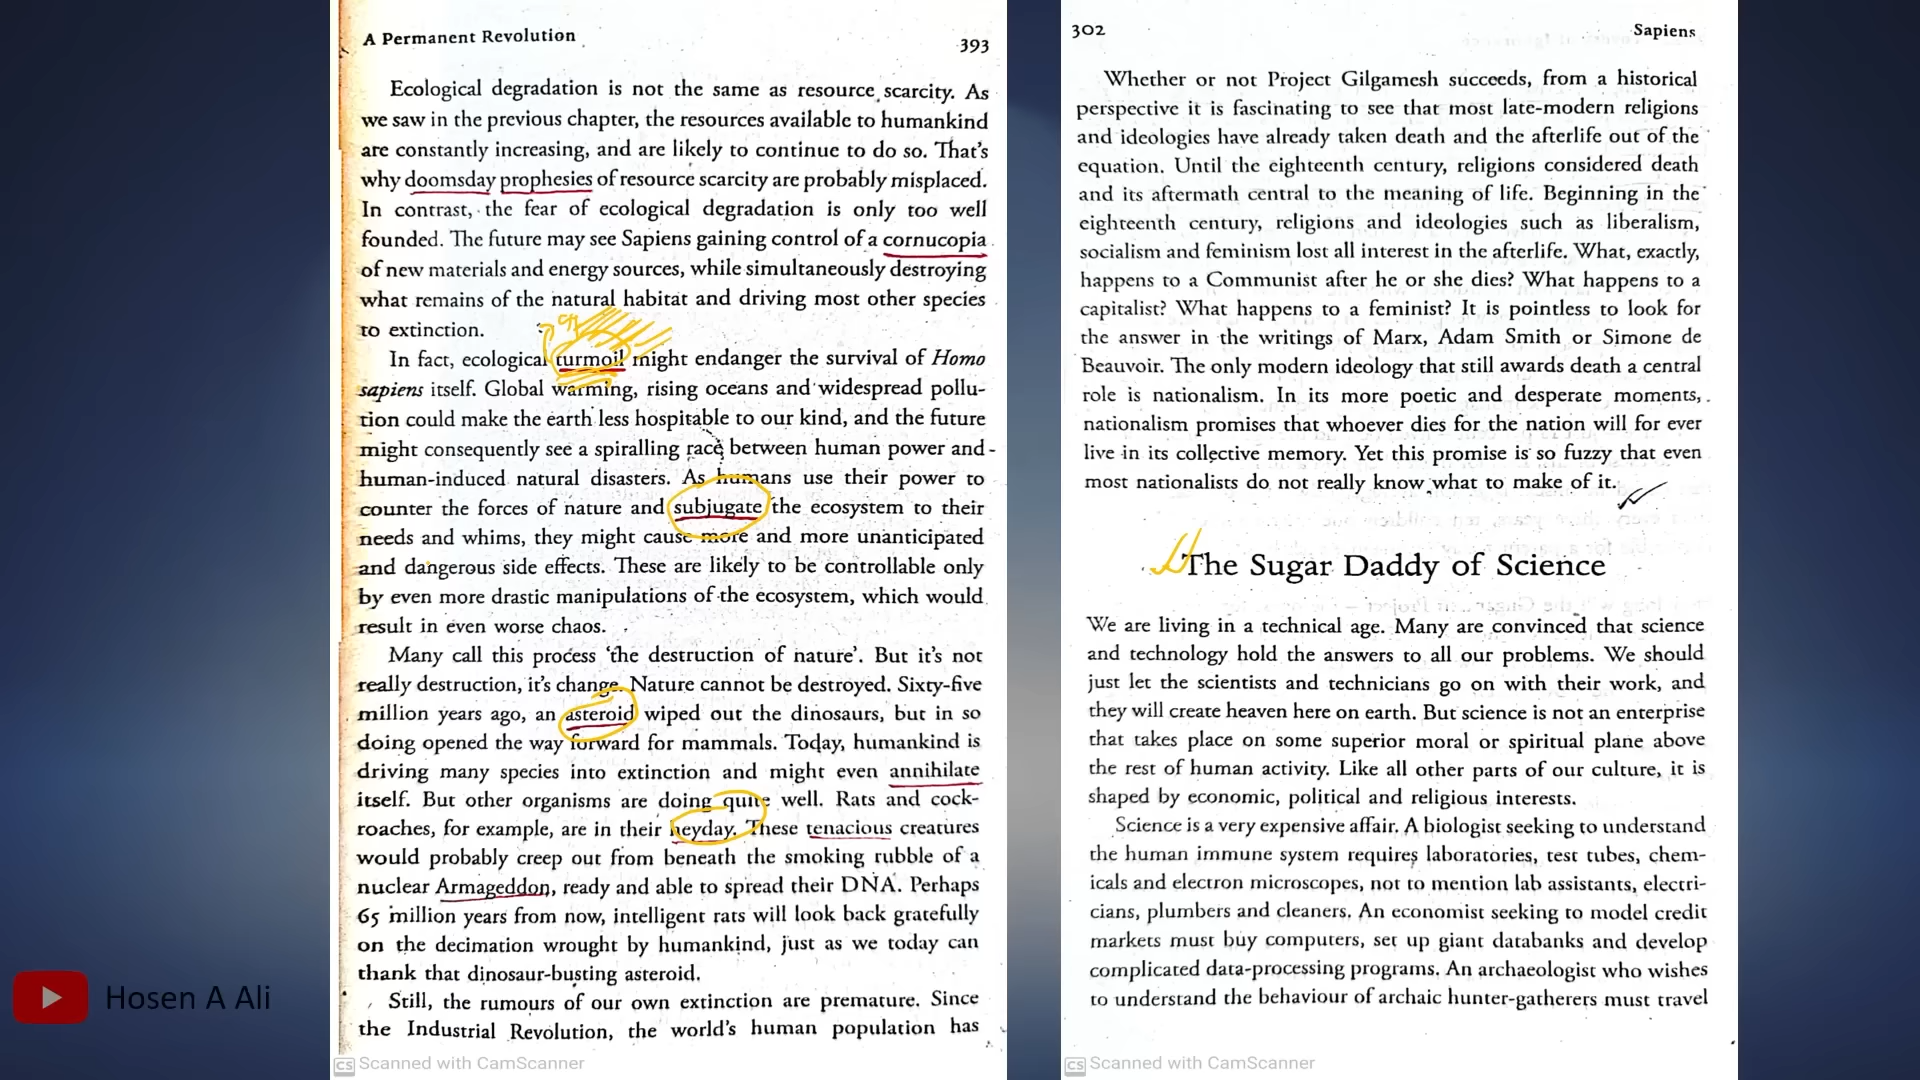 A Permanent Revolution
393
Ecological degradation is not the same as resource scarcity. As
we saw in the previous chapter, the resources available to humankind
are constantly increasing, and are likely to continue to do so. That's
why doomsday prophesies of resource scarcity are probably misplaced.
In contrast, the fear of ecological degradation is only too well
founded. The future may see Sapiens gaining control of a cornucopia
of new materials and energy sources, while simultaneously destroying
what remains of the natural habitat and driving most other species
to extinction.
In fact, ecological turmoil might endanger the survival of Homo
sapiens itself. Global warming, rising oceans and widespread pollu-
tion could make the earth less hospitable to our kind, and the future
might consequently see a spiralling race between human power and
human-induced natural disasters. As humans use their power to
counter the forces of nature and subjugate the ecosystem to their
needs and whims, they might cause more and more unanticipated
and dangerous side effects. These are likely to be controllable only
by even more drastic manipulations of the ecosystem, which would
result in even worse chaos.
Many call this process 'the destruction of nature'. But it's not
really destruction, it's change. Nature cannot be destroyed. Sixty-five
million years ago, an asteroid wiped out the dinosaurs, but in so
doing opened the way forward for mammals. Today, humankind is
driving many species into extinction and might even annihilate
itself. But other organisms are doing quite well. Rats and cock-
roaches, for example, are in their heyday. These tenacious creatures
would probably creep out from beneath the smoking rubble of a
nuclear Armageddon, ready and able to spread their DNA. Perhaps
65 million years from now, intelligent rats will look back gratefully
on the decimation wrought by humankind, just as we today can
thank that dinosaur-busting asteroid.
Still, the rumours of our own extinction are premature. Since
the Industrial Revolution, the world's human population has
CS Scanned with CamScanner
302
Sapiens
Whether or not Project Gilgamesh succeeds, from a historical
perspective it is fascinating to see that most late-modern religions
and ideologies have already taken death and the afterlife out of the
equation. Until the eighteenth century, religions considered death
and its aftermath central to the meaning of life. Beginning in the
eighteenth century, religions and ideologies such as liberalism,
socialism and feminism lost all interest in the afterlife. What, exactly,
happens to a Communist after he or she dies? What happens to a
capitalist? What happens to a feminist? It is pointless to look for
the answer in the writings of Marx, Adam Smith or Simone de
Beauvoir. The only modern ideology that still awards death a central
role is nationalism. In its more poetic and desperate moments,
nationalism promises that whoever dies for the nation will for ever
live in its collective memory. Yet this promise is so fuzzy that even
most nationalists do not really know what to make of it.
The Sugar Daddy of Science
We are living in a technical age. Many are convinced that science
and technology hold the answers to all our problems. We should
just let the scientists and technicians go on with their work, and
they will create heaven here on earth. But science is not an enterprise
that takes place on some superior moral or spiritual plane above
the rest of human activity. Like all other parts of our culture, it is
shaped by economic, political and religious interests.
Science is a very expensive affair. A biologist seeking to understand
the human immune system requires laboratories, test tubes, chem-
icals and electron microscopes, not to mention lab assistants, electri-
cians, plumbers and cleaners. An economist seeking to model credit
markets must buy computers, set up giant databanks and develop
complicated data-processing programs. An archaeologist who wishes
to understand the behaviour of archaic hunter-gatherers must travel
CS Scanned with CamScanner
Hosen A Ali